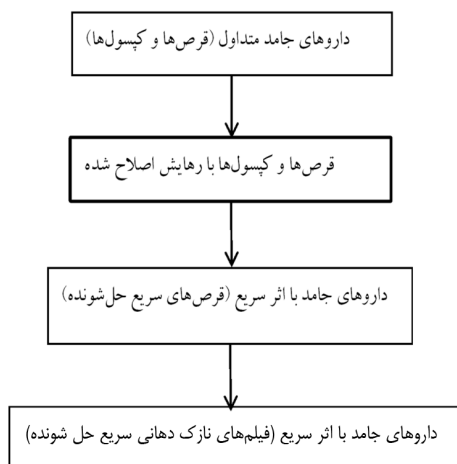 داروهای جامد متداول (قرص‌ها و کپسول‌ها)
قرص‌ها و کپسول‌ها با رهایش اصلاح شده
داروهای جامد با اثر سریع (قرص‌های سریع حل‌شونده)
داروهای جامد با اثر سریع (فیلم‌های نازک دهانی سریع حل شونده)